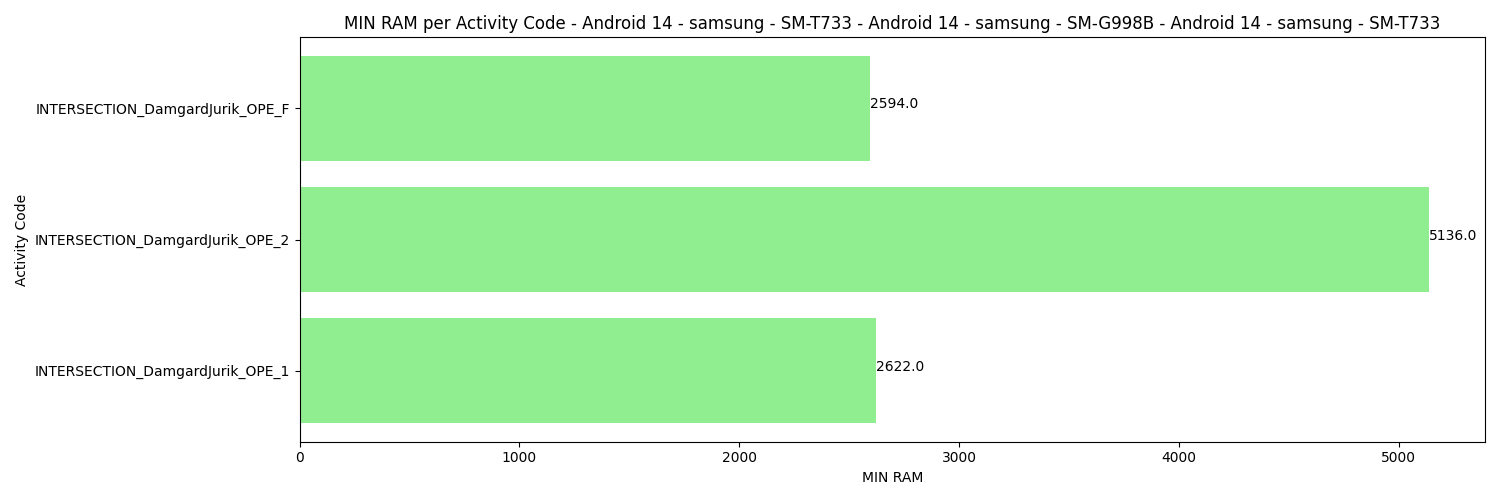 MIN RAM per Activity Code - Android 14 - samsung - SM-T733 - Android 14 - samsung - SM-G998B - Android 14 - samsung - SM-T733
Activity Code
INTERSECTION_DamgardJurik_OPE_F
2594.0
INTERSECTION_DamgardJurik_OPE_2
5136.0
INTERSECTION_DamgardJurik_OPE_1
2622.0
0 1000 2000 3000 4000 5000
MIN RAM